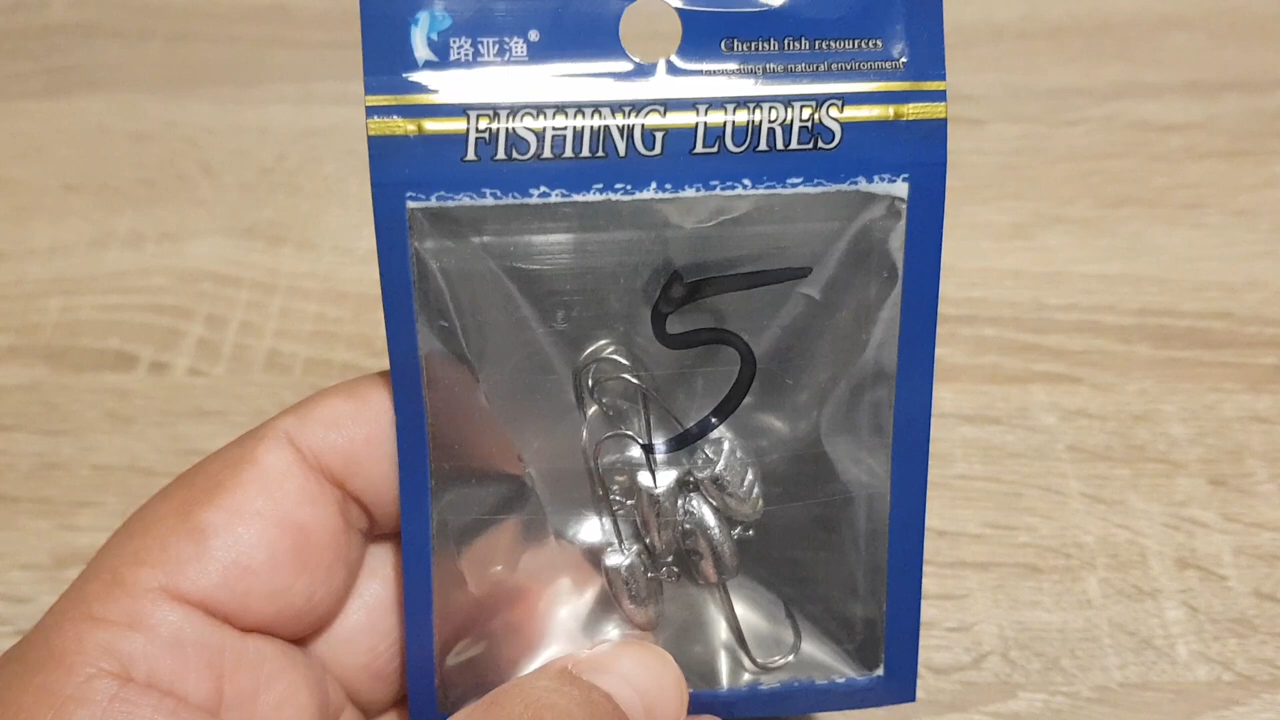 路亚渔®
Cherish fish resources
Protecting the natural environment
FISHING LURES
5